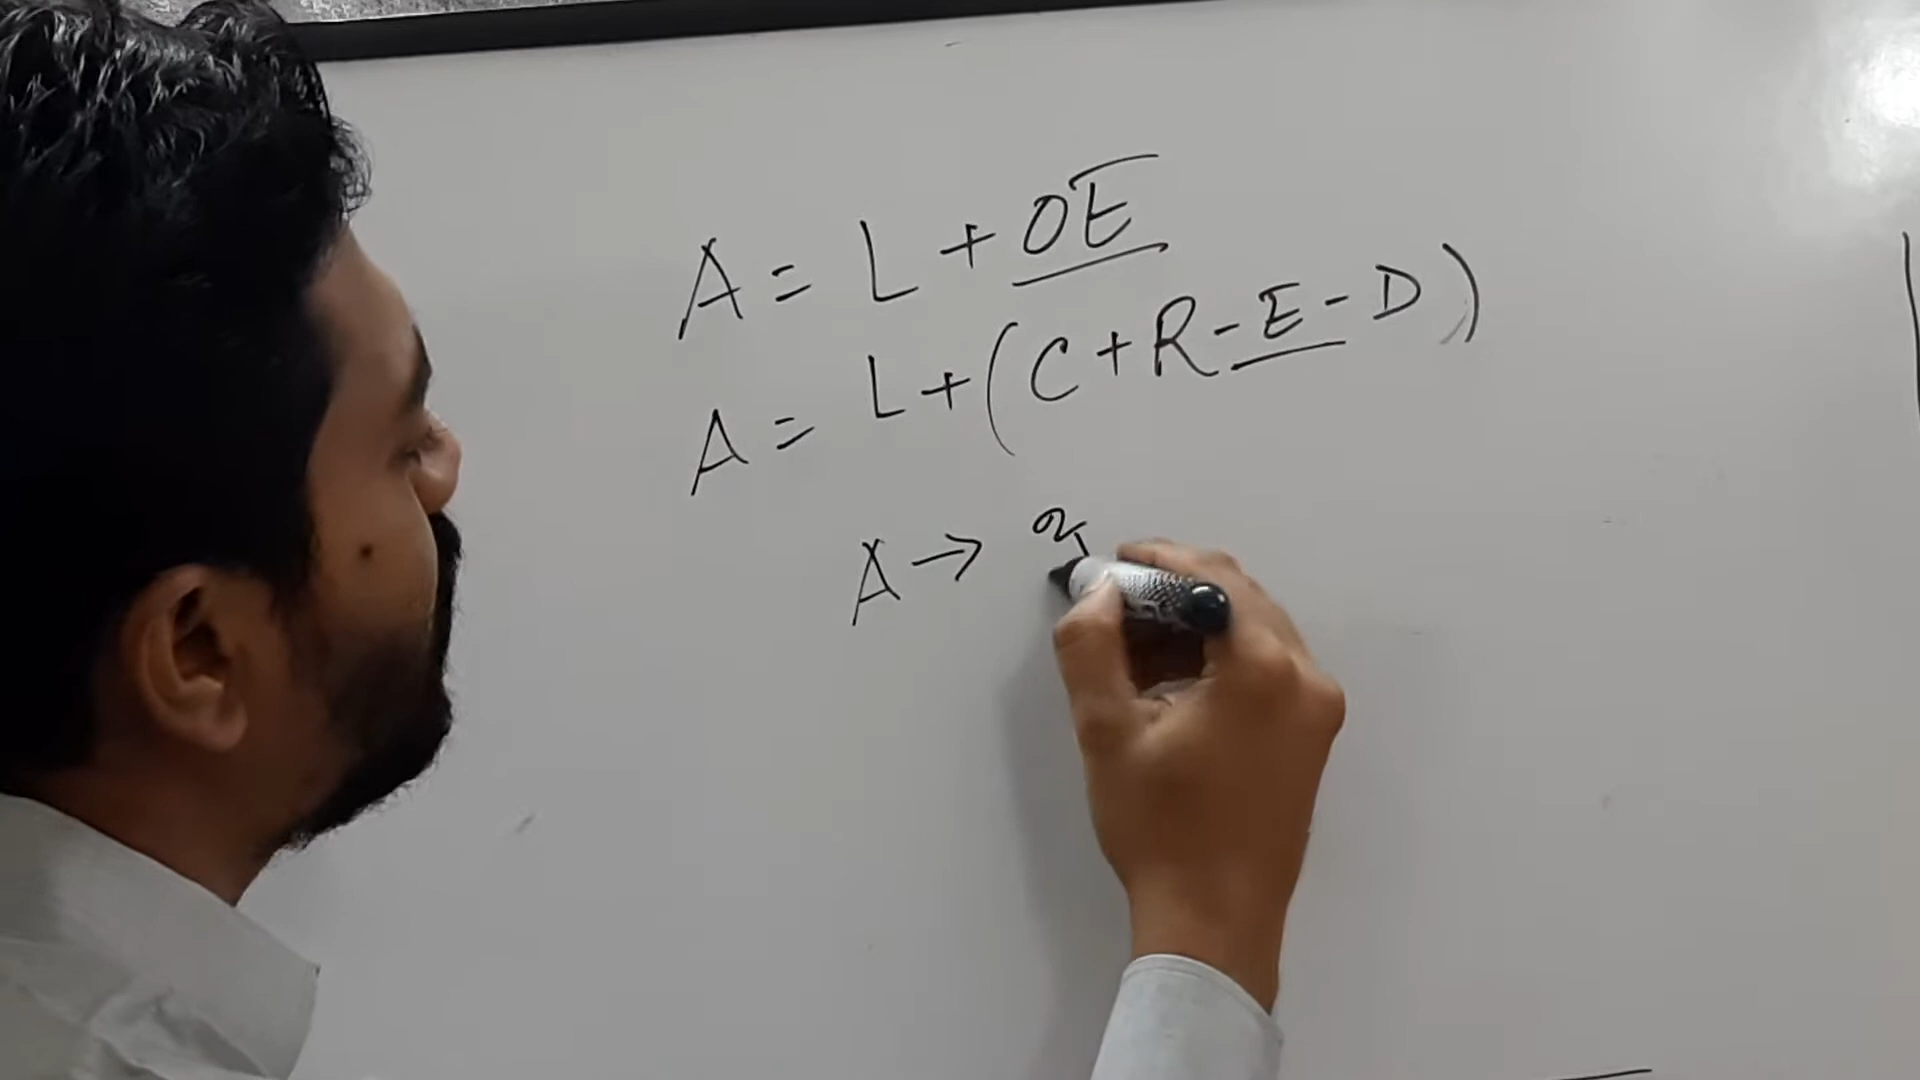 A = L + OE
A = L + (C + R - E - D)
A →